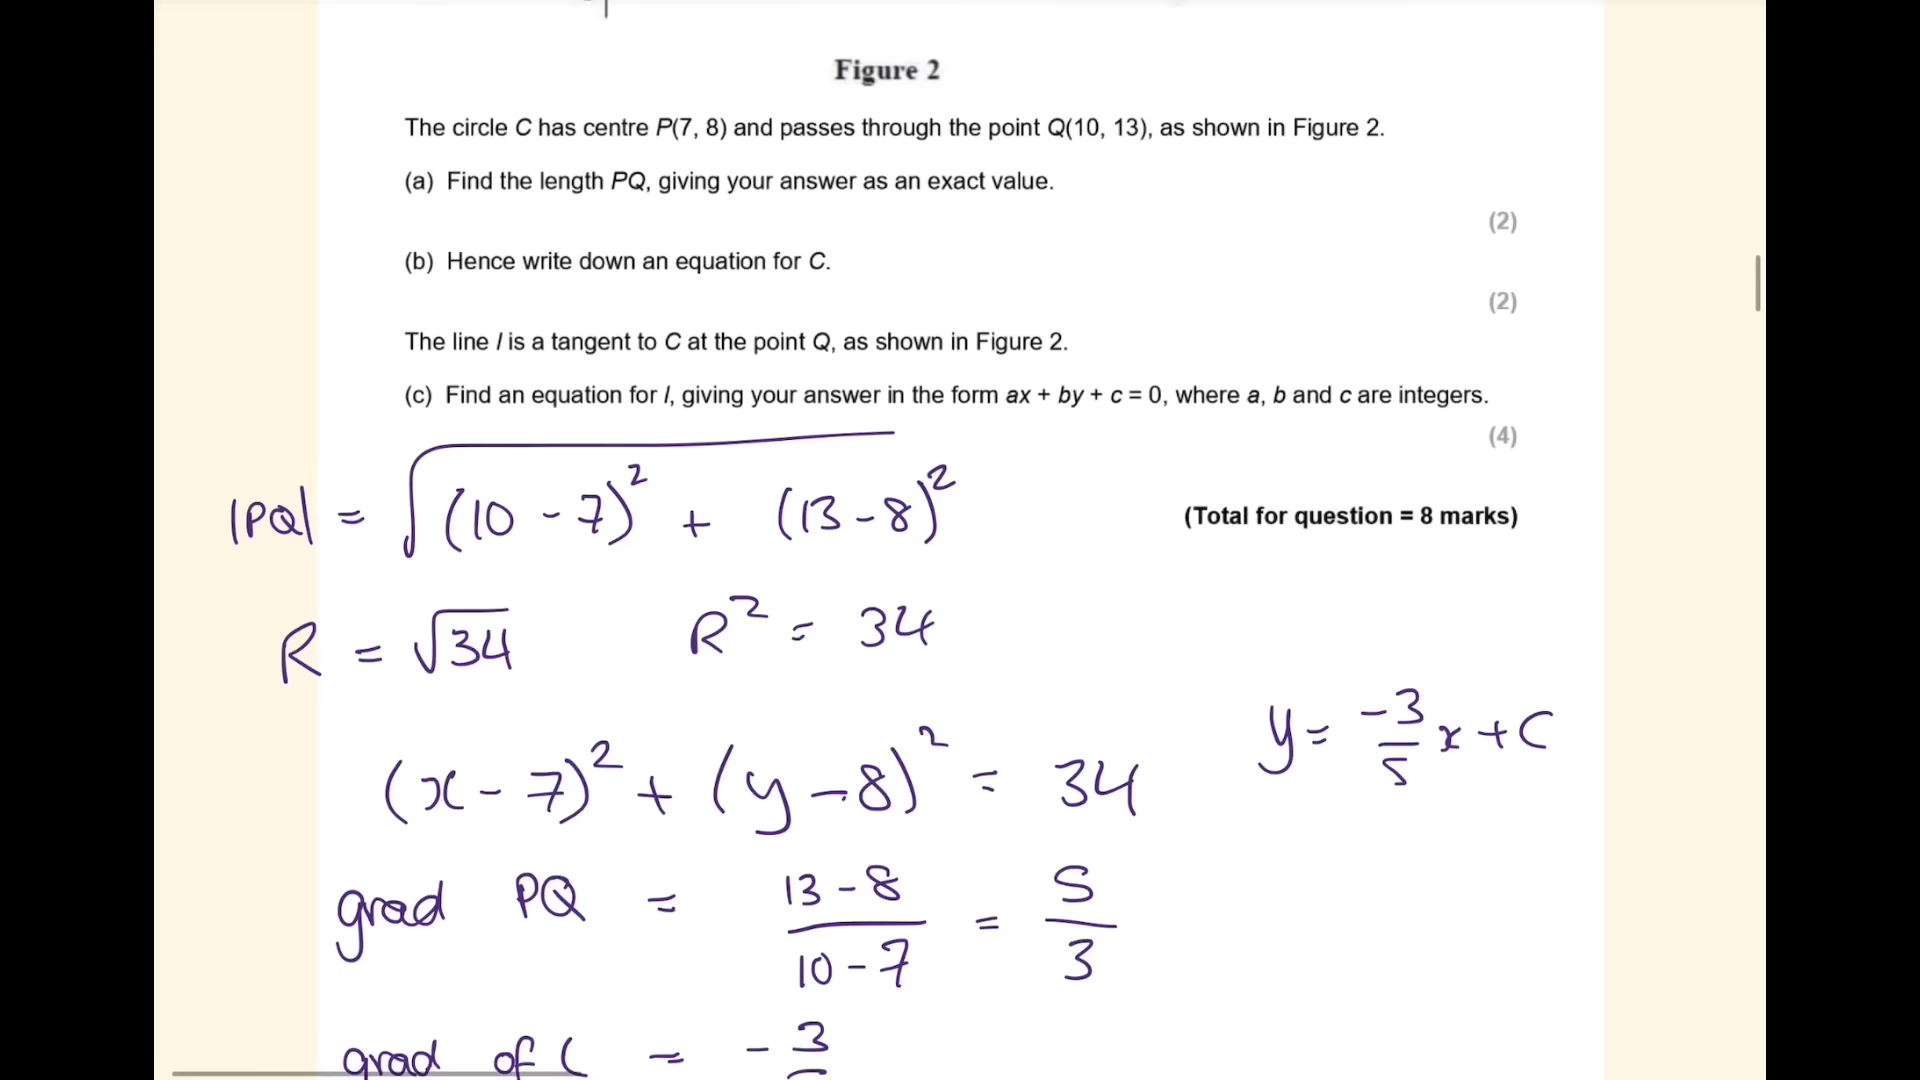 Figure 2
The circle C has centre P(7, 8) and passes through the point Q(10, 13), as shown in Figure 2.
(a) Find the length PQ, giving your answer as an exact value.
(2)
(b) Hence write down an equation for C.
(2)
The line l is a tangent to C at the point Q, as shown in Figure 2.
(c) Find an equation for l, giving your answer in the form ax + by + c = 0, where a, b and c are integers.
(4)
|PQ| = √((10 - 7)² + (13 - 8)²)
(Total for question = 8 marks)
R = √34 R² = 34
y = -3/5 x + C
(x - 7)² + (y - 8)² = 34
grad PQ = 13 - 8 / 10 - 7 = 5/3
grad of l = - 3